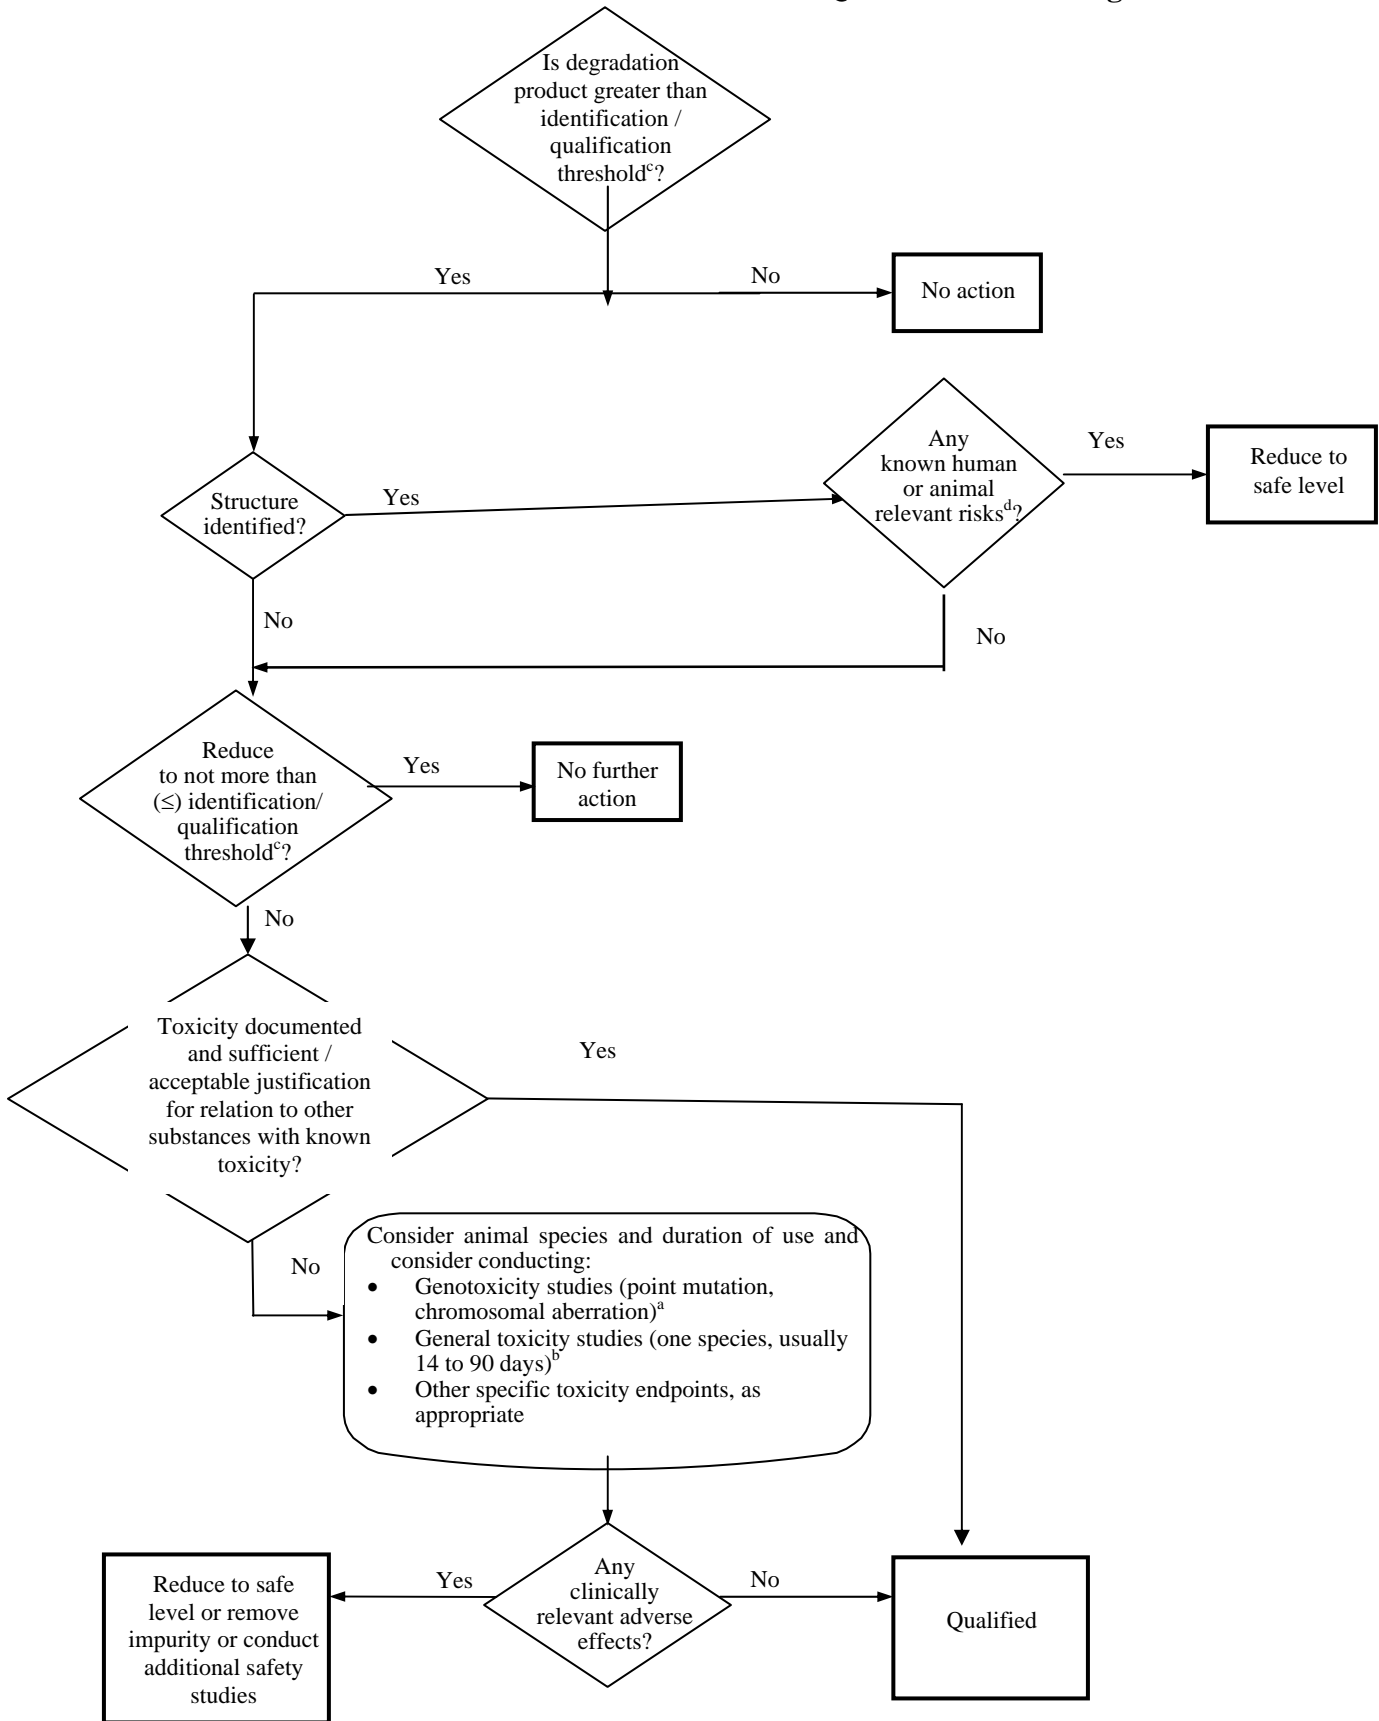 Is degradation
product greater than
identification /
qualification
thresholdᶜ?
Yes
No
No action
Any
known human
or animal
relevant risksᵈ?
Yes
Reduce to
safe level
Structure
identified?
Yes
No
No
Reduce
to not more than
(≤) identification/
qualification
thresholdᶜ?
Yes
No further
action
No
Toxicity documented
and sufficient /
acceptable justification
for relation to other
substances with known
toxicity?
Yes
No
Consider animal species and duration of use and
consider conducting:
• Genotoxicity studies (point mutation,
chromosomal aberration)ᵃ
• General toxicity studies (one species, usually
14 to 90 days)ᵇ
• Other specific toxicity endpoints, as
appropriate
Any
clinically
relevant adverse
effects?
Yes
No
Reduce to safe
level or remove
impurity or conduct
additional safety
studies
Qualified